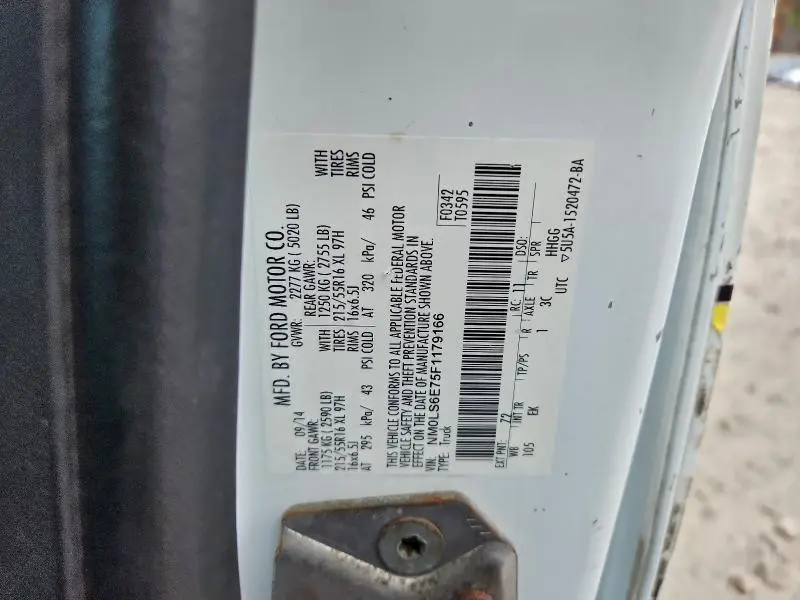 MFD. BY FORD MOTOR CO.
DATE: 09/14 GVWR: 2277 KG ( 5020 LB)
FRONT GAWR: REAR GAWR:
1175 KG ( 2590 LB) WITH 1250 KG ( 2755 LB) WITH
215/55R16 XL 97H TIRES 215/55R16 XL 97H TIRES
16x6.5J RIMS 16x6.5J RIMS
AT 295 kPa/ 43 PSI COLD AT 320 kPa/ 46 PSI COLD
THIS VEHICLE CONFORMS TO ALL APPLICABLE FEDERAL MOTOR
VEHICLE SAFETY AND THEFT PREVENTION STANDARDS IN
EFFECT ON THE DATE OF MANUFACTURE SHOWN ABOVE.
VIN: NM0LS6E75F1179166
TYPE: Truck
F0342
T0595
EXT PNT: 72 RC: 11 DSO:
WB INT TR TP/PS R AXLE TR SPR
105 EK 1 3C HHGG
UTC ▽5U5A-1520472-BA